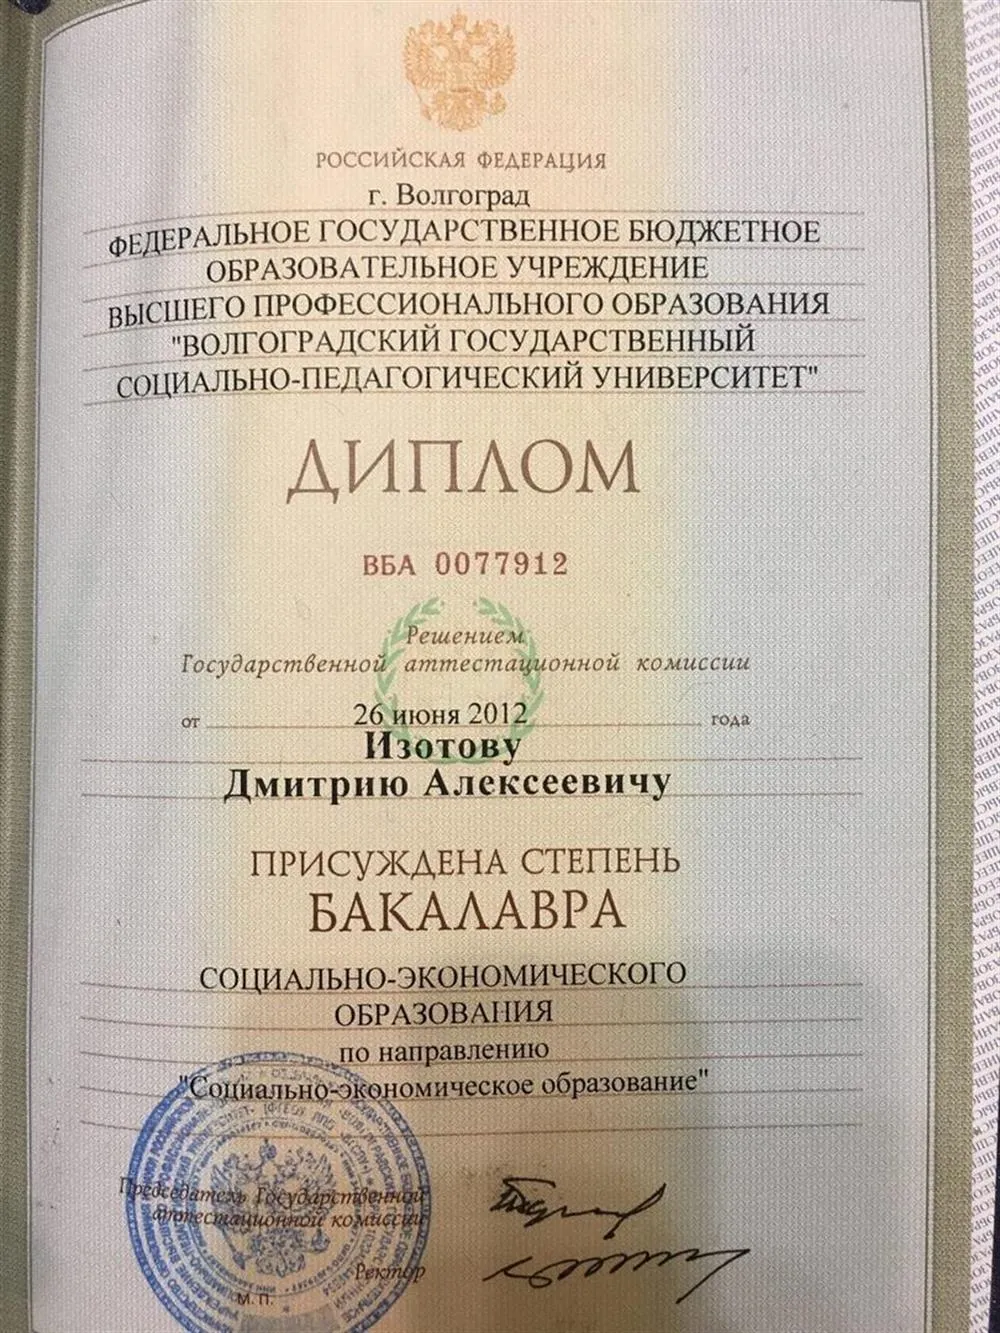 РОССИЙСКАЯ ФЕДЕРАЦИЯ
г. Волгоград
ФЕДЕРАЛЬНОЕ ГОСУДАРСТВЕННОЕ БЮДЖЕТНОЕ
ОБРАЗОВАТЕЛЬНОЕ УЧРЕЖДЕНИЕ
ВЫСШЕГО ПРОФЕССИОНАЛЬНОГО ОБРАЗОВАНИЯ
"ВОЛГОГРАДСКИЙ ГОСУДАРСТВЕННЫЙ
СОЦИАЛЬНО-ПЕДАГОГИЧЕСКИЙ УНИВЕРСИТЕТ"
ДИПЛОМ
ВБА 0077912
Решением
Государственной аттестационной комиссии
от 26 июня 2012 года
Изотову
Дмитрию Алексеевичу
ПРИСУЖДЕНА СТЕПЕНЬ
БАКАЛАВРА
СОЦИАЛЬНО-ЭКОНОМИЧЕСКОГО
ОБРАЗОВАНИЯ
по направлению
"Социально-экономическое образование"
Председатель Государственной
аттестационной комиссии
Ректор
М. П.